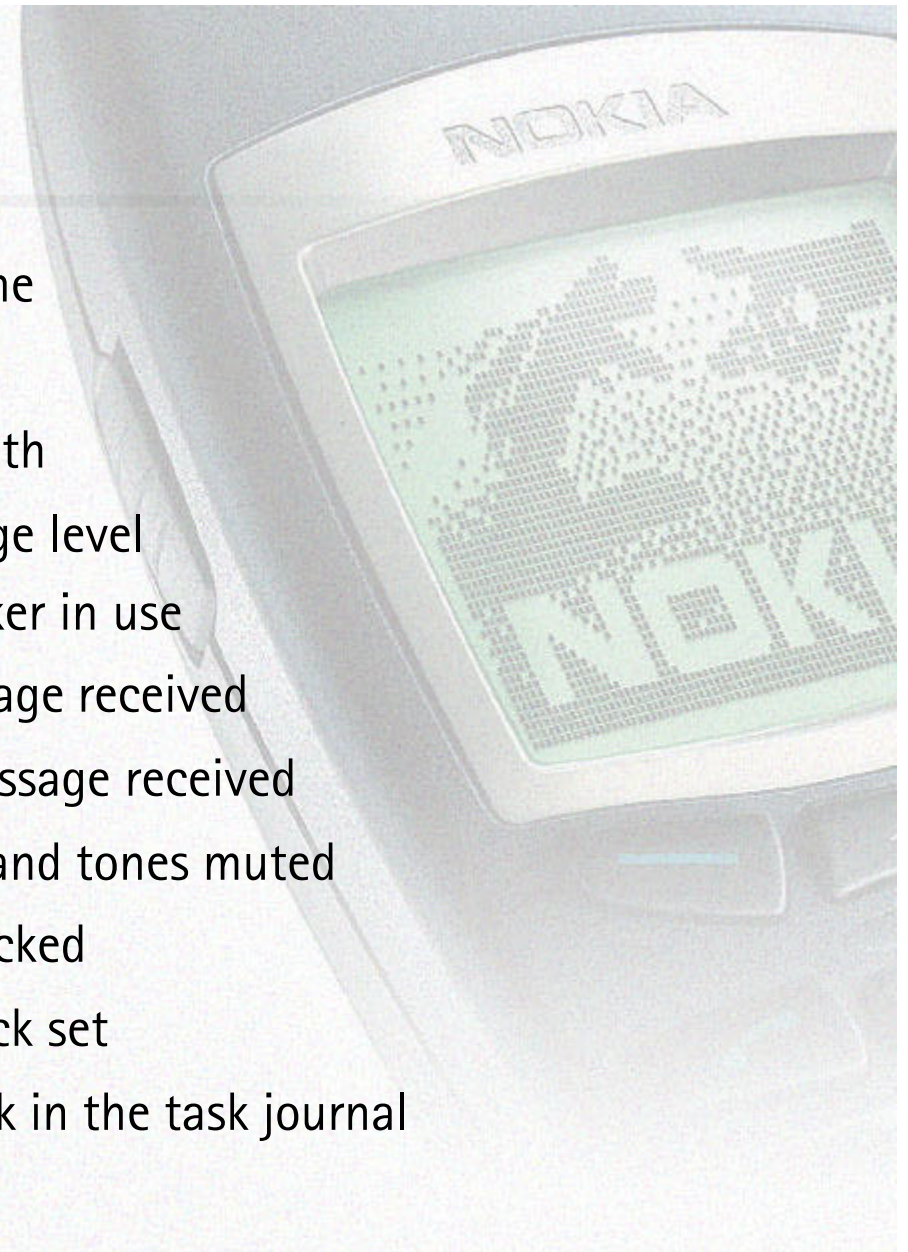 NOKIA
ne
th
ge level
ker in use
age received
ssage received
and tones muted
cked
ck set
k in the task journal
NOKI